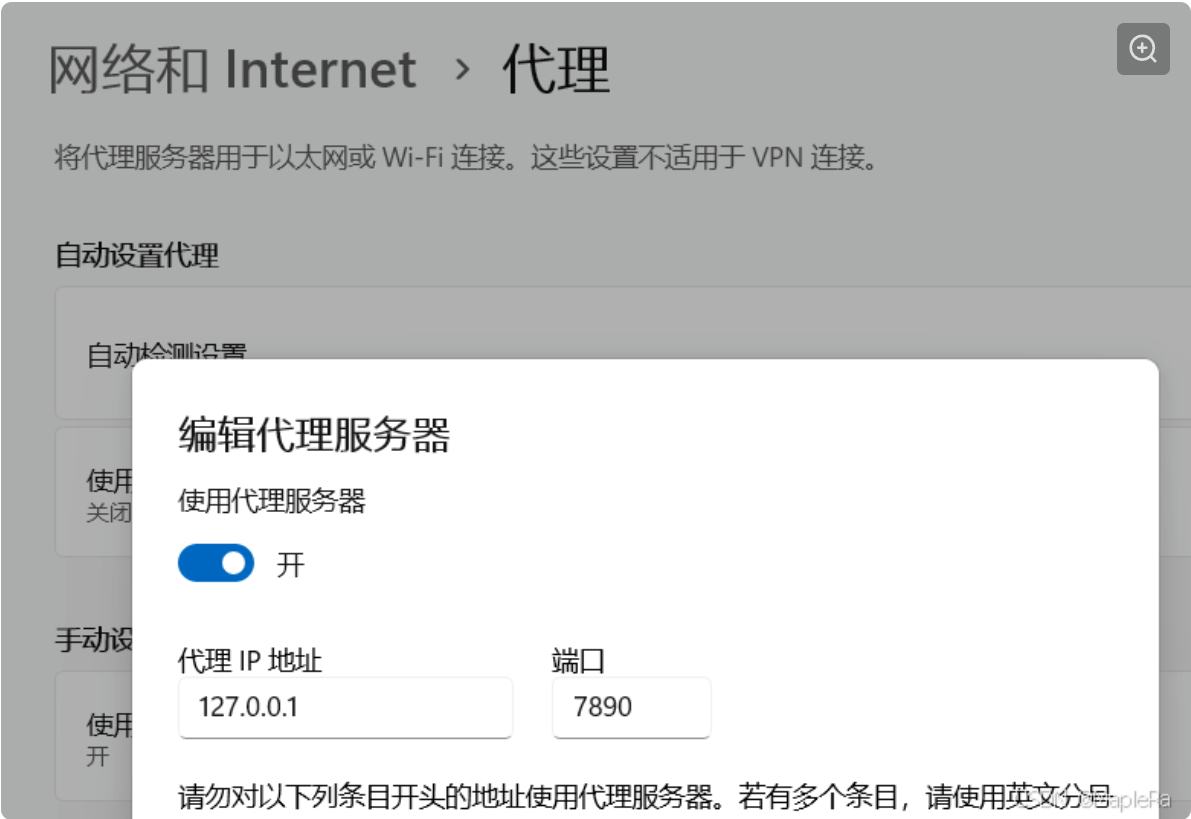 网络和 Internet › 代理
将代理服务器用于以太网或 Wi-Fi 连接。这些设置不适用于 VPN 连接。
自动设置代理
自动检测设置
编辑代理服务器
使用
使用代理服务器
关闭
开
手动设
代理 IP 地址 端口
127.0.0.1 7890
使用
开
请勿对以下列条目开头的地址使用代理服务器。若有多个条目，请使用英文分号
CSDN @MapleRa